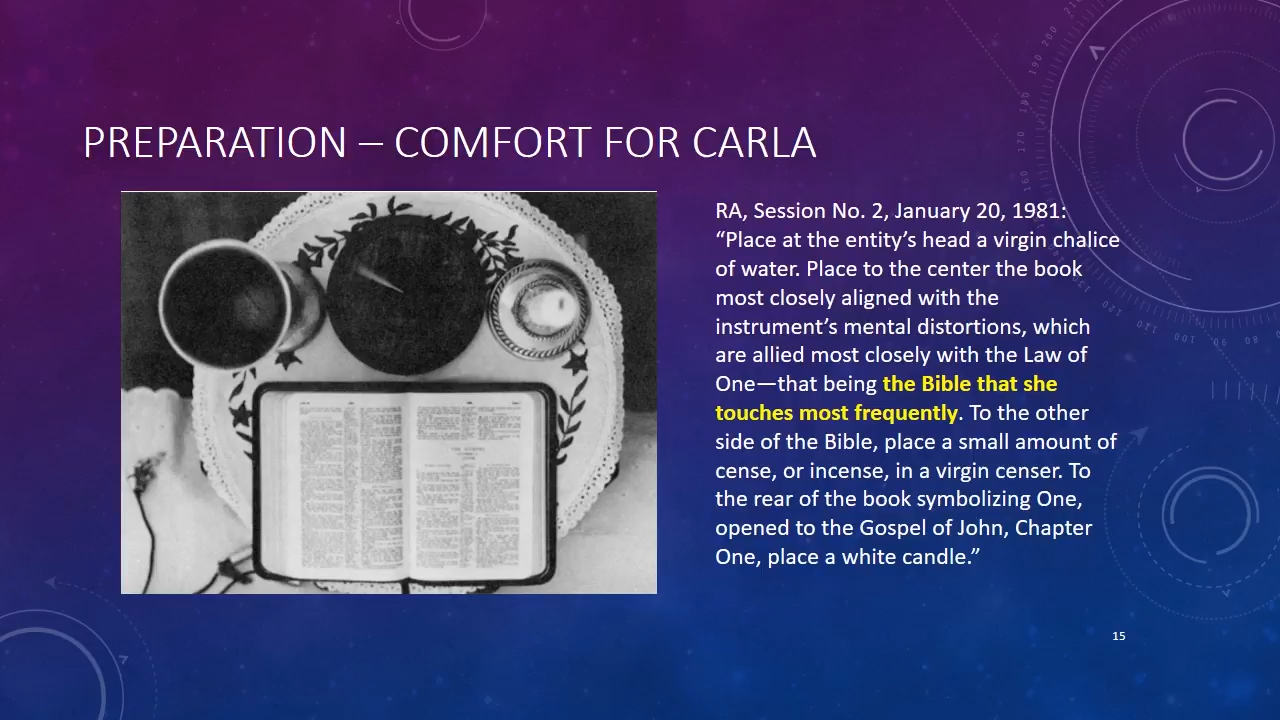 PREPARATION – COMFORT FOR CARLA
RA, Session No. 2, January 20, 1981:
“Place at the entity’s head a virgin chalice
of water. Place to the center the book
most closely aligned with the
instrument’s mental distortions, which
are allied most closely with the Law of
One—that being the Bible that she
touches most frequently. To the other
side of the Bible, place a small amount of
cense, or incense, in a virgin censer. To
the rear of the book symbolizing One,
opened to the Gospel of John, Chapter
One, place a white candle.”
15